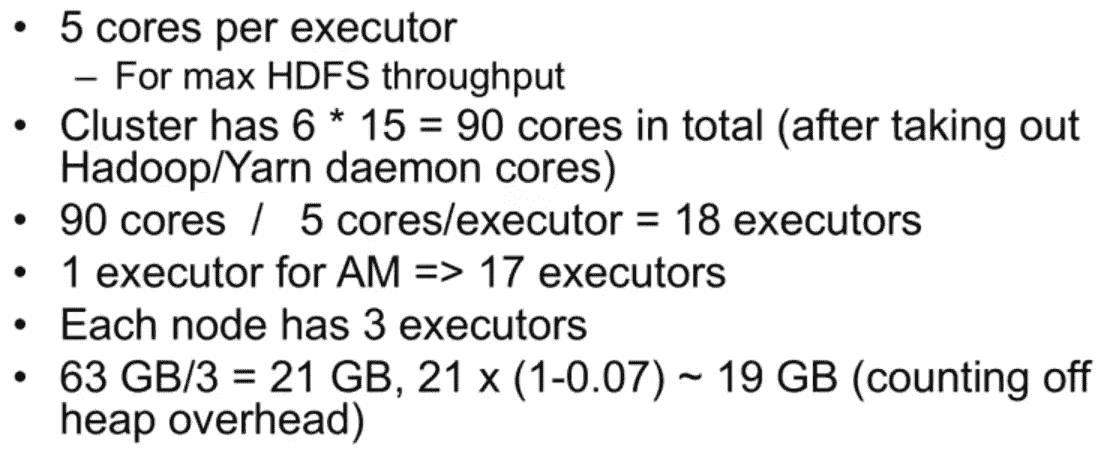 • 5 cores per executor
– For max HDFS throughput
• Cluster has 6 * 15 = 90 cores in total (after taking out
Hadoop/Yarn daemon cores)
• 90 cores / 5 cores/executor = 18 executors
• 1 executor for AM => 17 executors
• Each node has 3 executors
• 63 GB/3 = 21 GB, 21 x (1-0.07) ~ 19 GB (counting off
heap overhead)